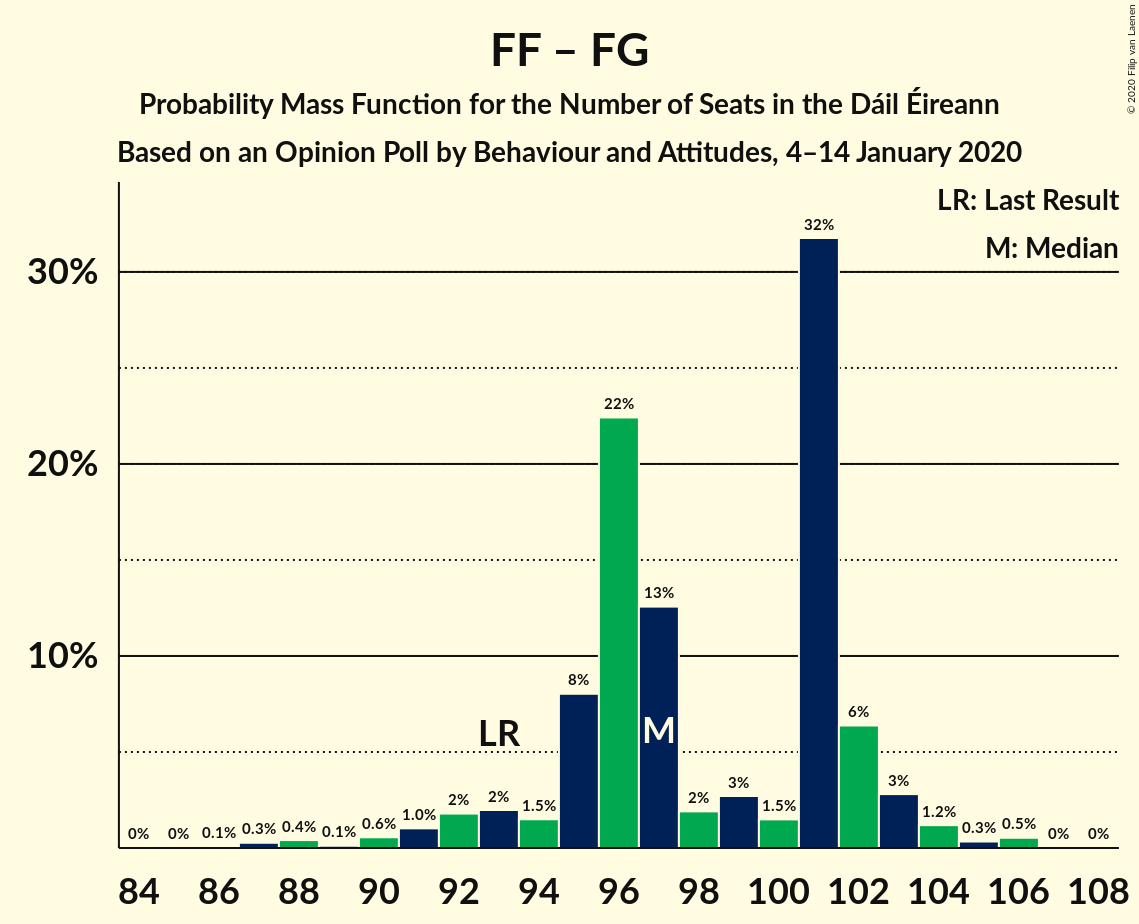 FF – FG
Probability Mass Function for the Number of Seats in the Dáil Éireann
Based on an Opinion Poll by Behaviour and Attitudes, 4–14 January 2020
© 2020 Filip van Laenen
LR: Last Result
M: Median
30%
20%
10%
0% 0% 0.1% 0.3% 0.4% 0.1% 0.6% 1.0% 2% 2% 1.5% 8% 22% 13% 2% 3% 1.5% 32% 6% 3% 1.2% 0.3% 0.5% 0% 0%
LR
M
84 86 88 90 92 94 96 98 100 102 104 106 108